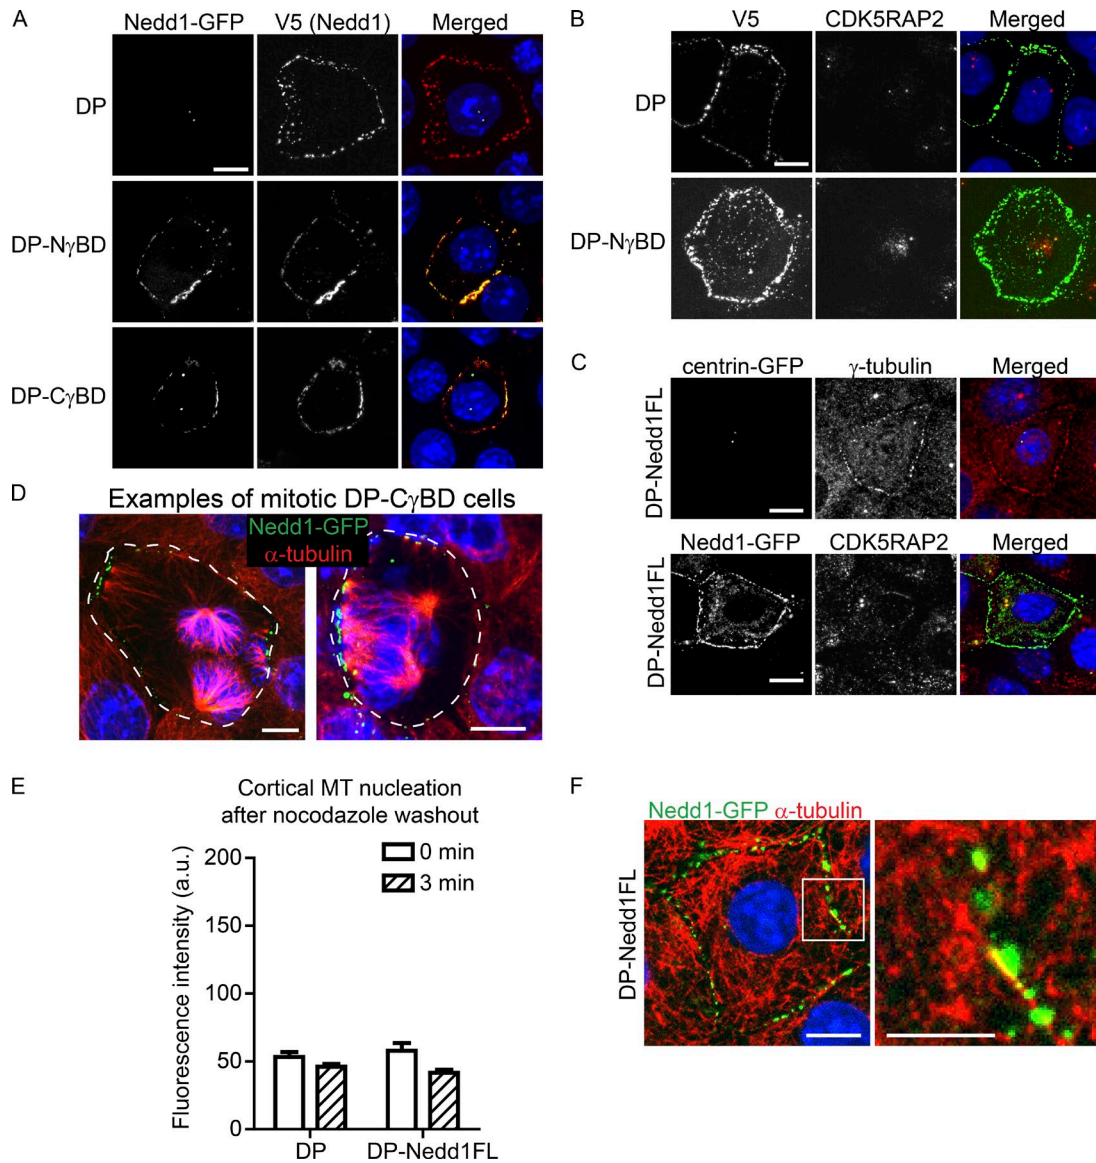 A
Nedd1-GFP V5 (Nedd1) Merged
DP
DP-NγBD
DP-CγBD
B
V5 CDK5RAP2 Merged
DP
DP-NγBD
C
centrin-GFP γ-tubulin Merged
DP-Nedd1FL
Nedd1-GFP CDK5RAP2 Merged
DP-Nedd1FL
D
Examples of mitotic DP-CγBD cells
Nedd1-GFP
α-tubulin
E
Cortical MT nucleation
after nocodazole washout
0 min
3 min
Fluorescence intensity (a.u.)
200
150
100
50
0
DP DP-Nedd1FL
F
Nedd1-GFP α-tubulin
DP-Nedd1FL